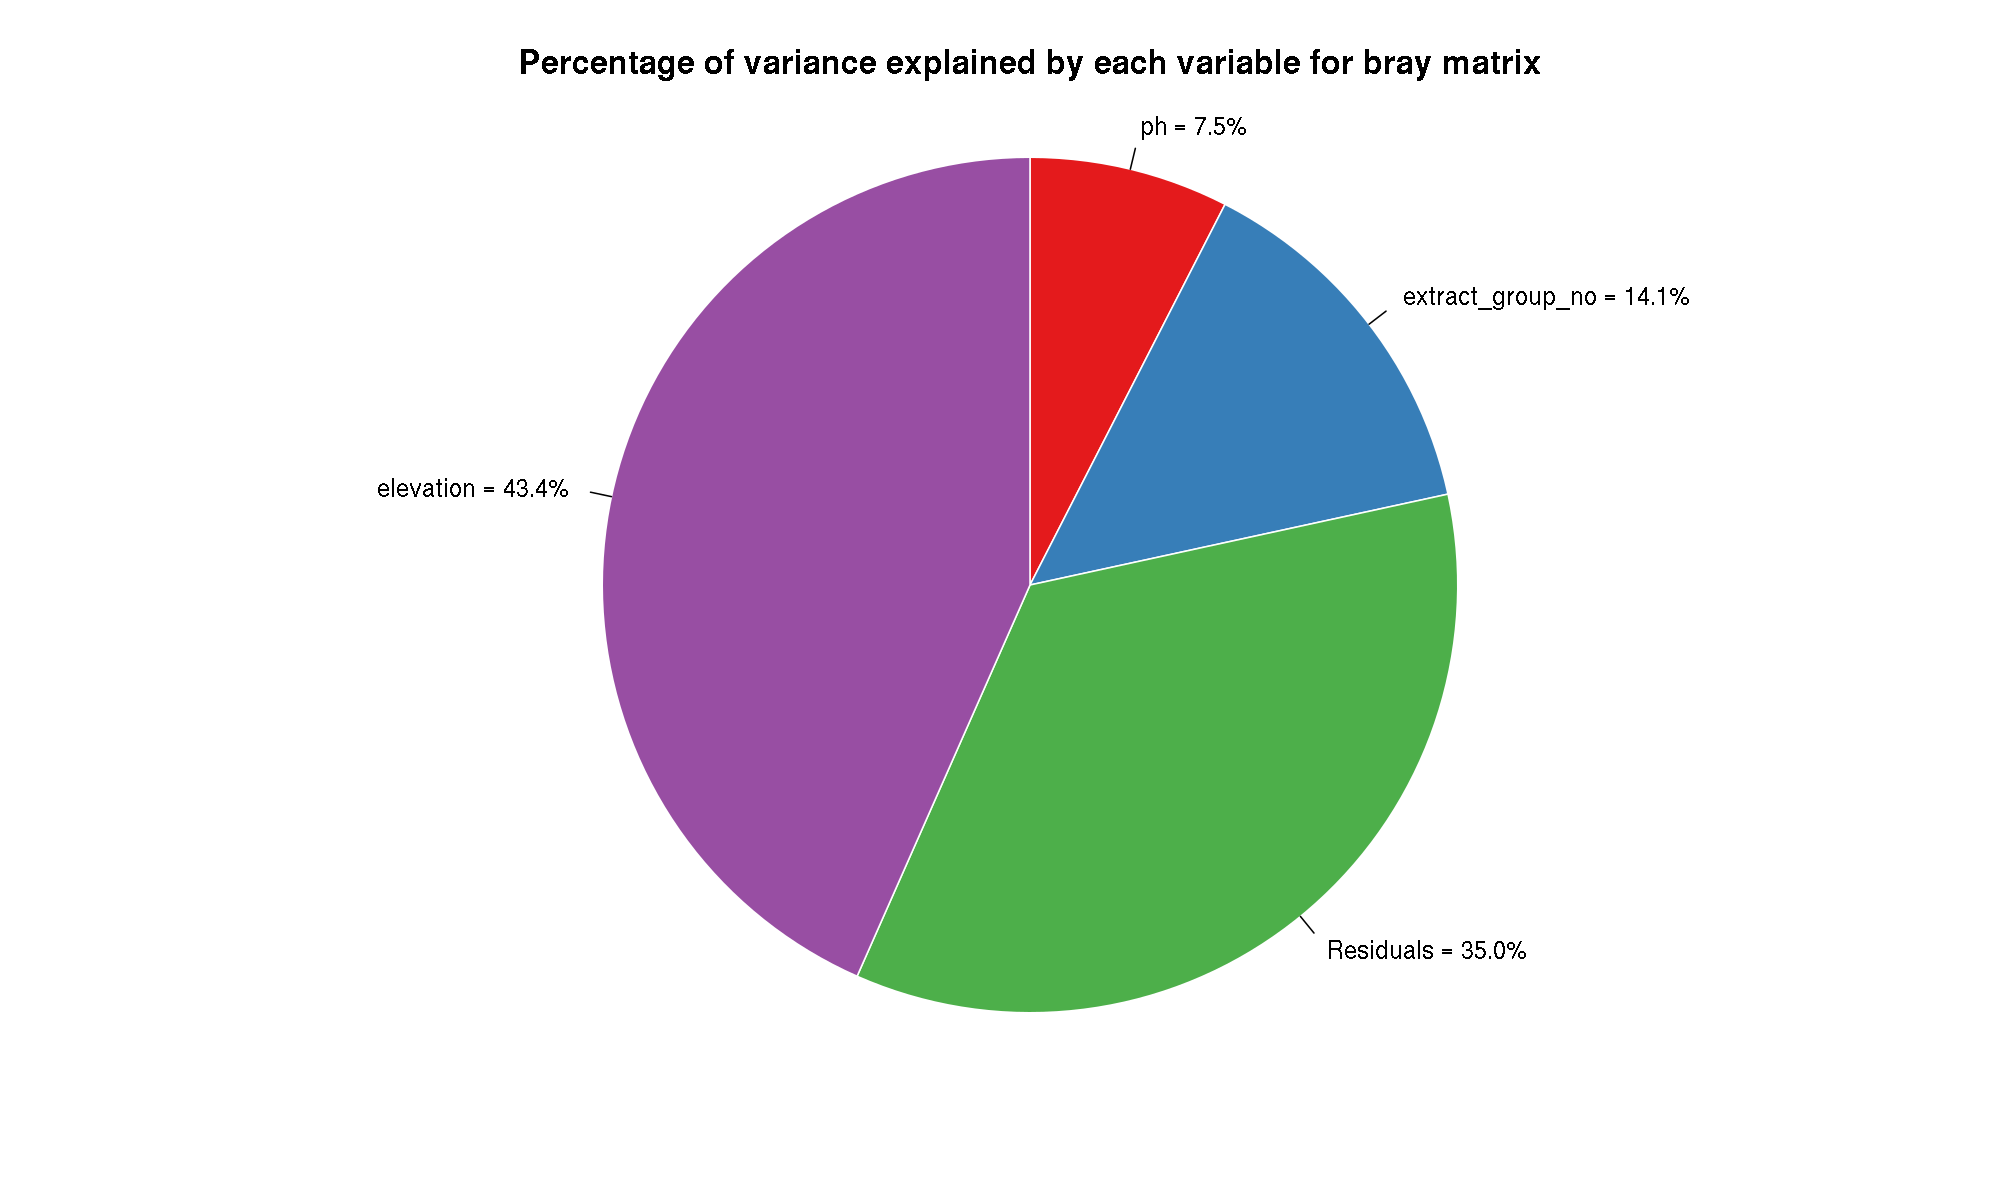 Percentage of variance explained by each variable for bray matrix
ph = 7.5%
extract_group_no = 14.1%
elevation = 43.4%
Residuals = 35.0%